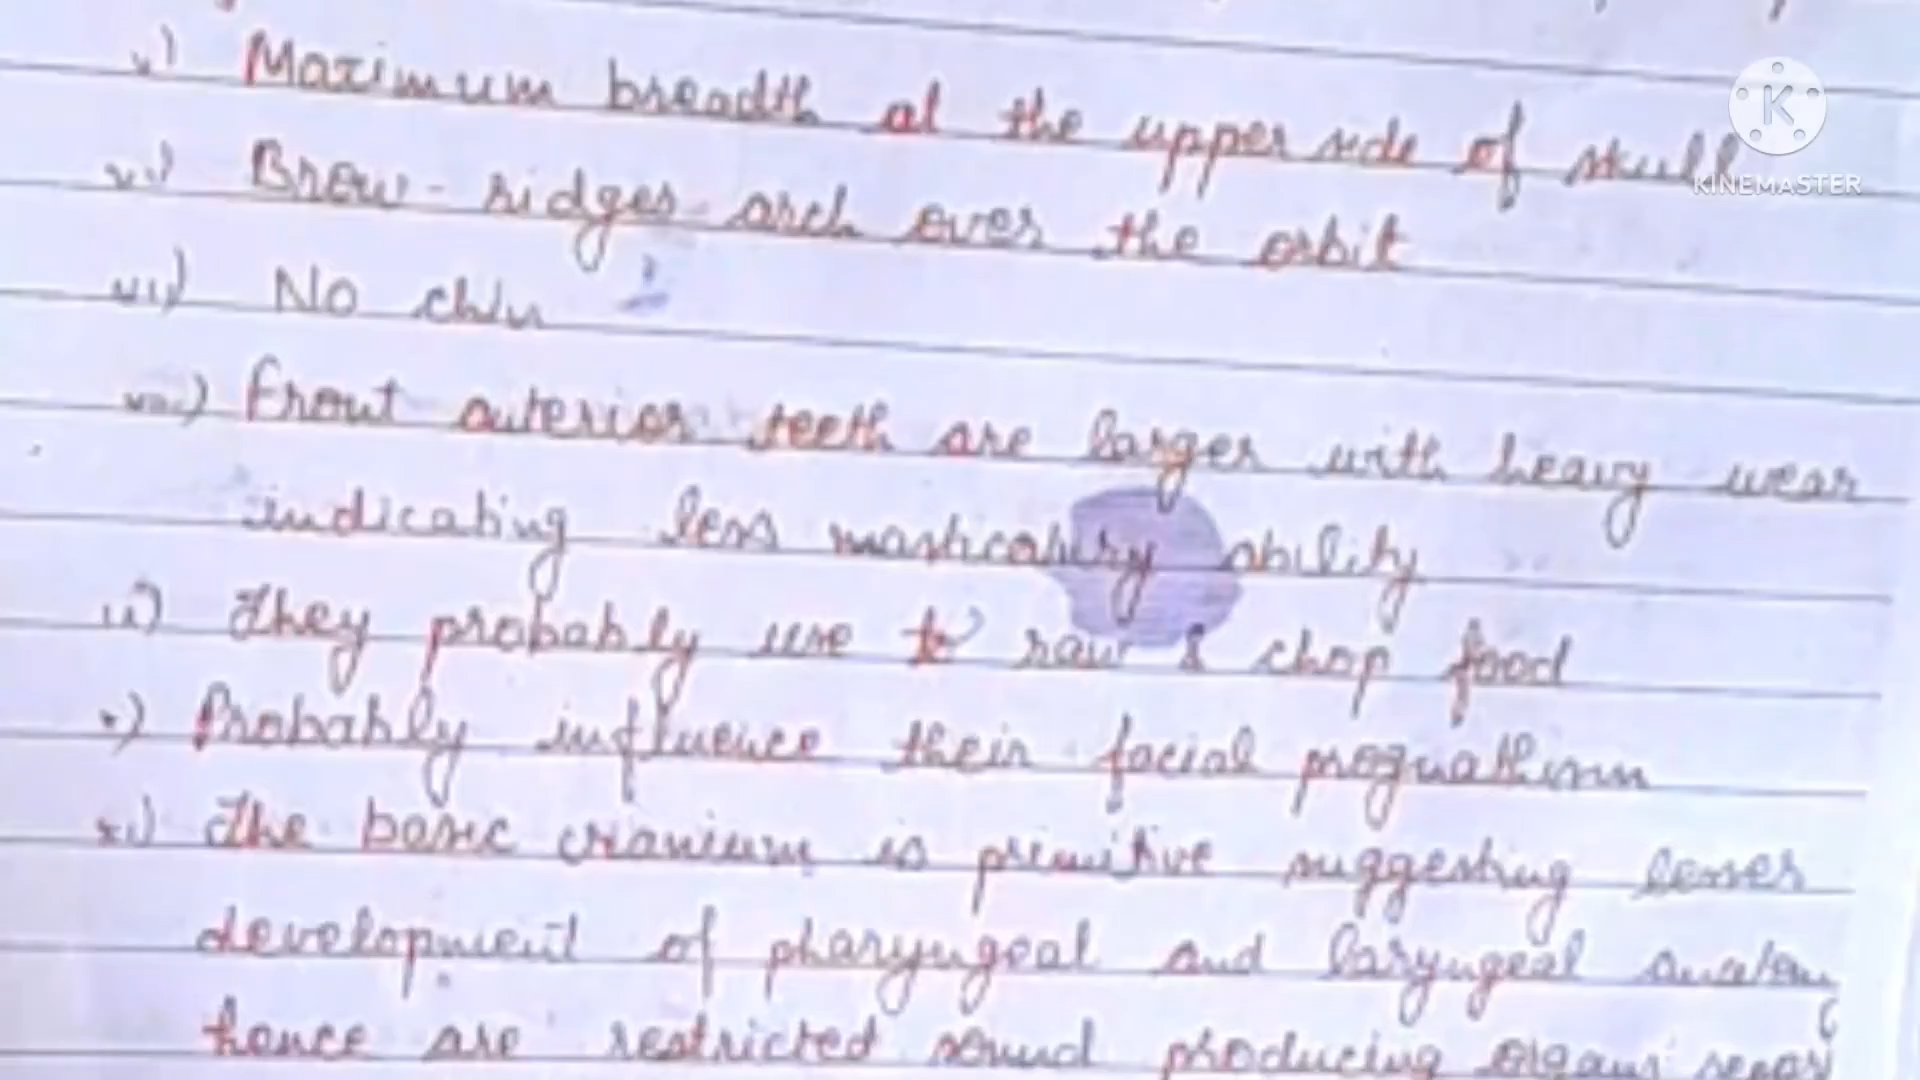 v) Maximum breadth at the upper side of skull
vi) Brow-ridges arch over the orbit
vii) No chin
viii) Front anterior teeth are larger with heavy wear
indicating less masticatory ability
ix) They probably use to raw & chop food
x) Probably influence their facial prognathism
xi) The basic cranium is primitive suggesting lesser
development of pharyngeal and laryngeal anatomy
hence are restricted sound producing organs
KINEMASTER